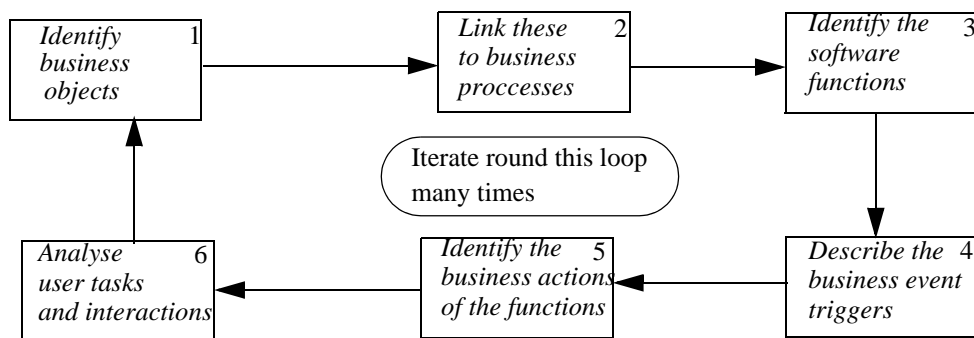 1
Identify
business
objects
2
Link these
to business
proccesses
3
Identify the
software
functions
Iterate round this loop
many times
4
Describe the
business event
triggers
5
Identify the
business actions
of the functions
6
Analyse
user tasks
and interactions